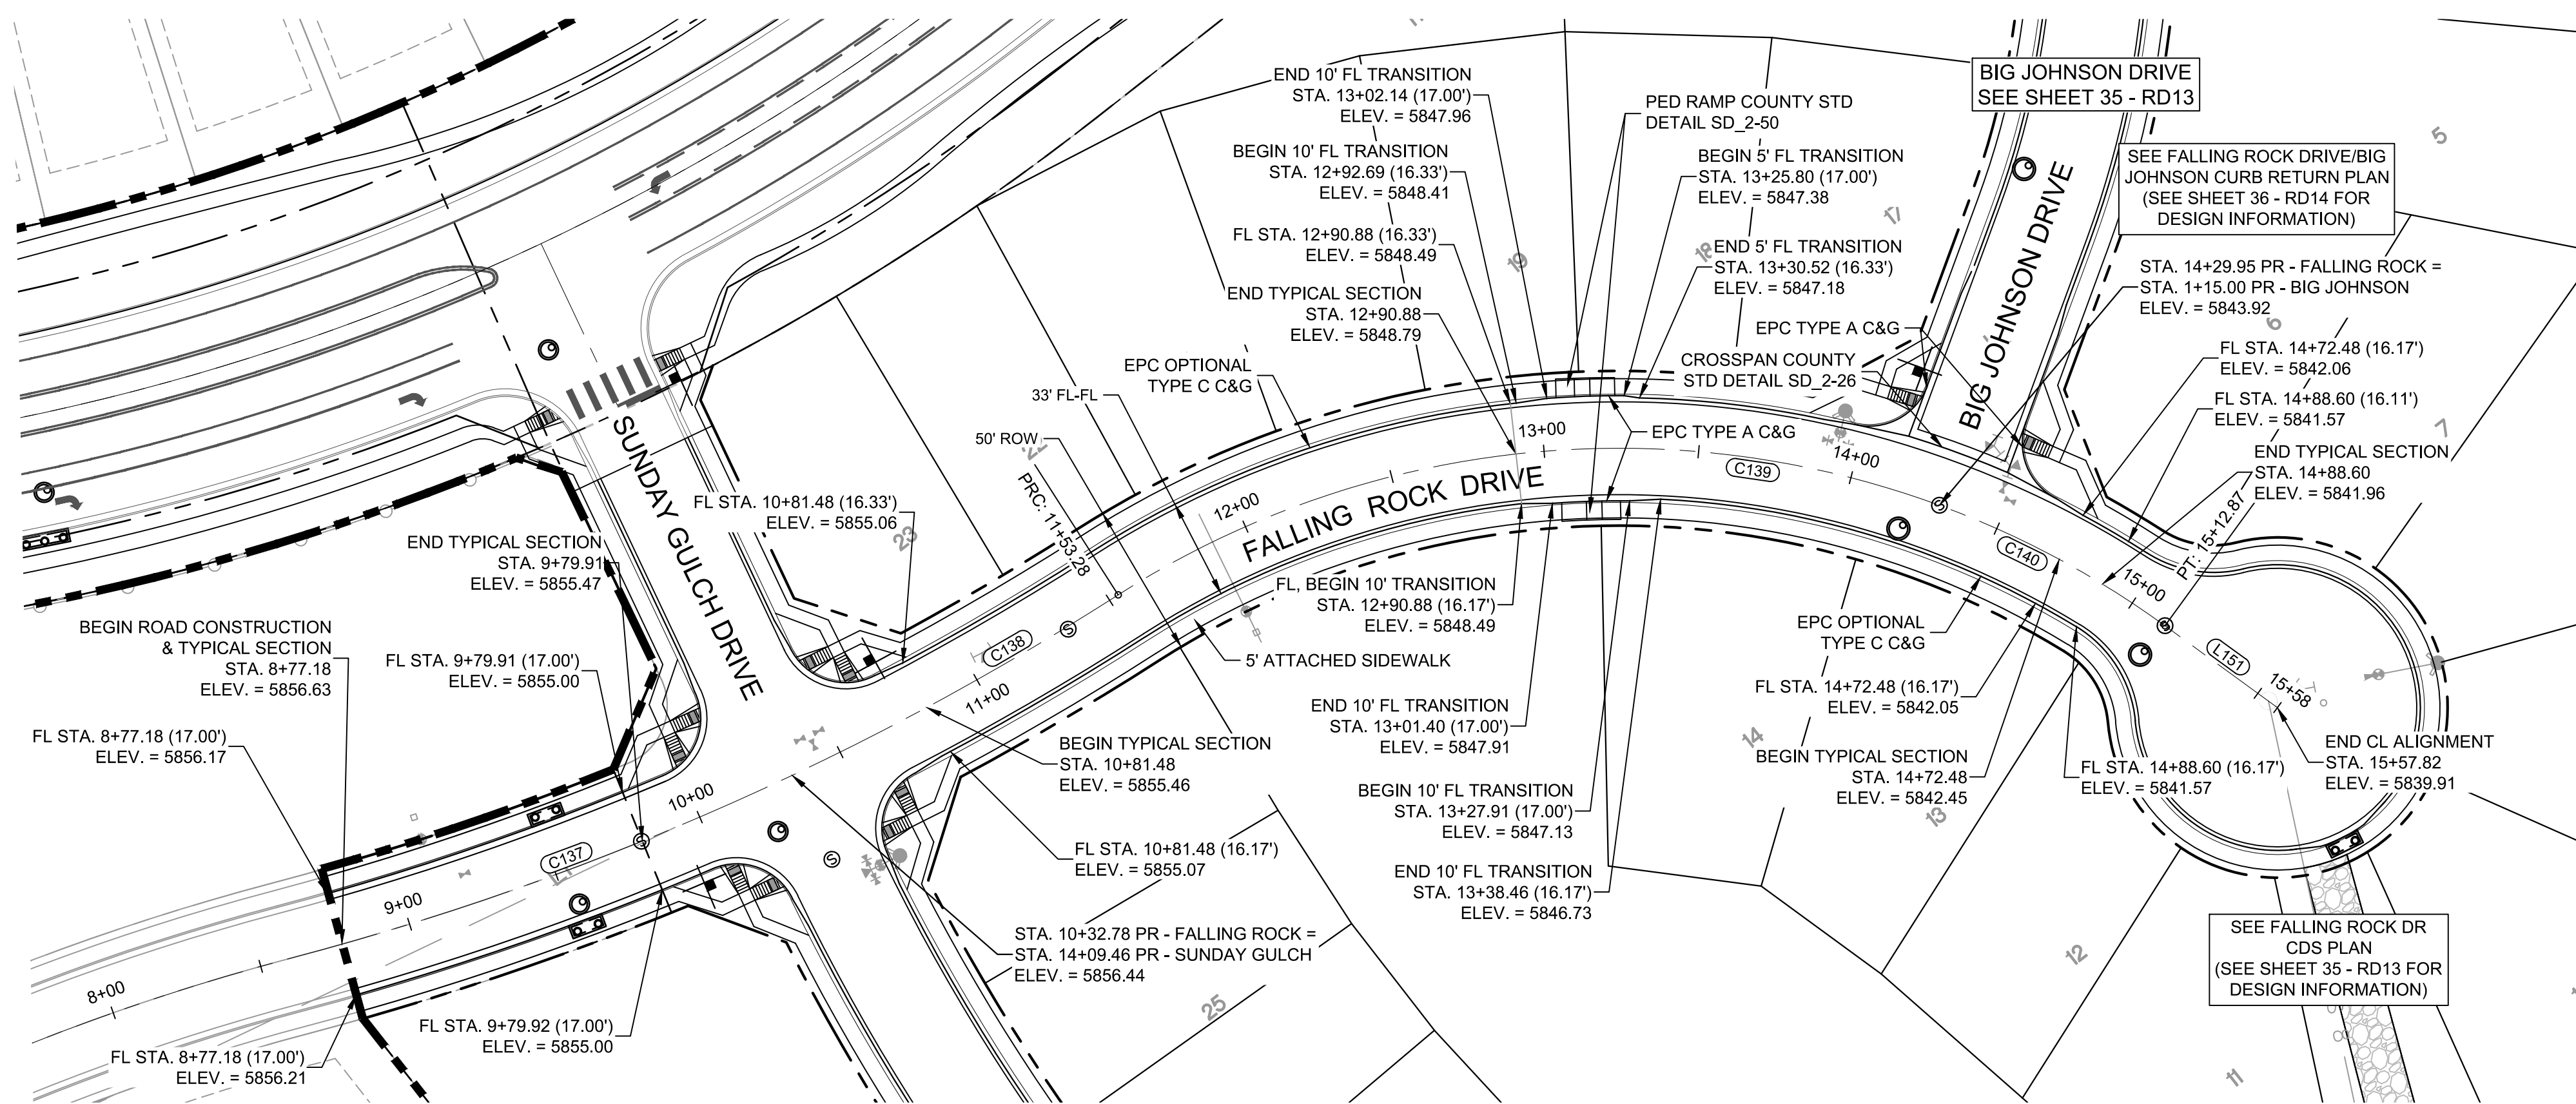 END 10' FL TRANSITION
STA. 13+02.14 (17.00')
ELEV. = 5847.96
BEGIN 10' FL TRANSITION
STA. 12+92.69 (16.33')
ELEV. = 5848.41
FL STA. 12+90.88 (16.33')
ELEV. = 5848.49
END TYPICAL SECTION
STA. 12+90.88
ELEV. = 5848.79
EPC OPTIONAL
TYPE C C&G
33' FL-FL
50' ROW
PRC: 11+53.28
PED RAMP COUNTY STD
DETAIL SD_2-50
BEGIN 5' FL TRANSITION
STA. 13+25.80 (17.00')
ELEV. = 5847.38
END 5' FL TRANSITION
STA. 13+30.52 (16.33')
ELEV. = 5847.18
EPC TYPE A C&G
CROSSPAN COUNTY
STD DETAIL SD_2-26
EPC TYPE A C&G
BIG JOHNSON DRIVE
SEE SHEET 35 - RD13
BIG JOHNSON DRIVE
SEE FALLING ROCK DRIVE/BIG
JOHNSON CURB RETURN PLAN
(SEE SHEET 36 - RD14 FOR
DESIGN INFORMATION)
STA. 14+29.95 PR - FALLING ROCK =
STA. 1+15.00 PR - BIG JOHNSON
ELEV. = 5843.92
FL STA. 14+72.48 (16.17')
ELEV. = 5842.06
FL STA. 14+88.60 (16.11')
ELEV. = 5841.57
END TYPICAL SECTION
STA. 14+88.60
ELEV. = 5841.96
PT: 15+12.87
5
6
7
17
18
19
22
23
SUNDAY GULCH DRIVE
FALLING ROCK DRIVE
FL STA. 10+81.48 (16.33')
ELEV. = 5855.06
END TYPICAL SECTION
STA. 9+79.91
ELEV. = 5855.47
BEGIN ROAD CONSTRUCTION
& TYPICAL SECTION
STA. 8+77.18
ELEV. = 5856.63
FL STA. 9+79.91 (17.00')
ELEV. = 5855.00
FL STA. 8+77.18 (17.00')
ELEV. = 5856.17
8+00
9+00
10+00
11+00
12+00
13+00
14+00
15+00
15+58
C137
C138
C139
C140
L151
S
S
S
S
S
FL STA. 8+77.18 (17.00')
ELEV. = 5856.21
FL STA. 9+79.92 (17.00')
ELEV. = 5855.00
FL, BEGIN 10' TRANSITION
STA. 12+90.88 (16.17')
ELEV. = 5848.49
5' ATTACHED SIDEWALK
END 10' FL TRANSITION
STA. 13+01.40 (17.00')
ELEV. = 5847.91
BEGIN TYPICAL SECTION
STA. 10+81.48
ELEV. = 5855.46
BEGIN 10' FL TRANSITION
STA. 13+27.91 (17.00')
ELEV. = 5847.13
FL STA. 10+81.48 (16.17')
ELEV. = 5855.07
END 10' FL TRANSITION
STA. 13+38.46 (16.17')
ELEV. = 5846.73
STA. 10+32.78 PR - FALLING ROCK =
STA. 14+09.46 PR - SUNDAY GULCH
ELEV. = 5856.44
EPC OPTIONAL
TYPE C C&G
FL STA. 14+72.48 (16.17')
ELEV. = 5842.05
BEGIN TYPICAL SECTION
STA. 14+72.48
ELEV. = 5842.45
FL STA. 14+88.60 (16.17')
ELEV. = 5841.57
END CL ALIGNMENT
STA. 15+57.82
ELEV. = 5839.91
SEE FALLING ROCK DR
CDS PLAN
(SEE SHEET 35 - RD13 FOR
DESIGN INFORMATION)
14
13
12
11
25